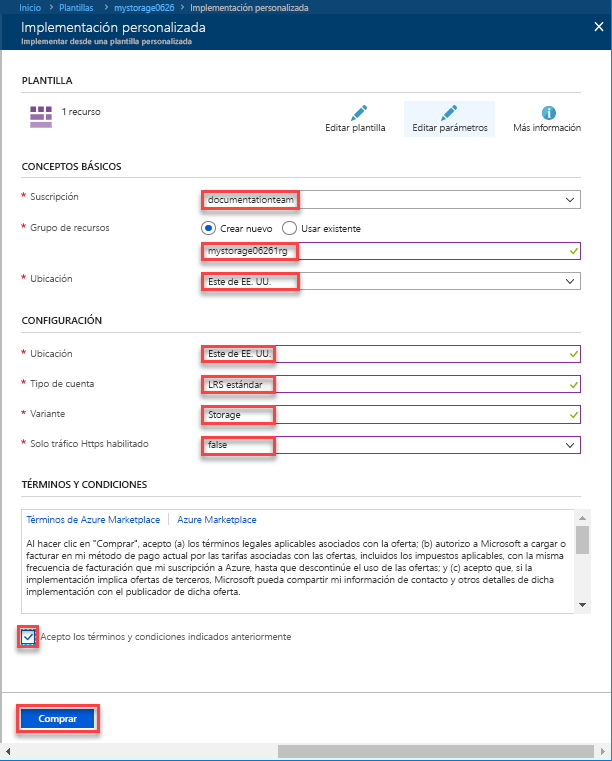 Inicio > Plantillas > mystorage0626 > Implementación personalizada
Implementación personalizada
Implementar desde una plantilla personalizada
PLANTILLA
1 recurso
Editar plantilla
Editar parámetros
Más información
CONCEPTOS BÁSICOS
* Suscripción
documentationteam
* Grupo de recursos
Crear nuevo
Usar existente
mystorage06261rg
* Ubicación
Este de EE. UU.
CONFIGURACIÓN
* Ubicación
Este de EE. UU.
* Tipo de cuenta
LRS estándar
* Variante
Storage
* Solo tráfico Https habilitado
false
TÉRMINOS Y CONDICIONES
Términos de Azure Marketplace | Azure Marketplace
Al hacer clic en "Comprar", acepto (a) los términos legales aplicables asociados con la oferta; (b) autorizo a Microsoft a cargar o
facturar en mi método de pago actual por las tarifas asociadas con las ofertas, incluidos los impuestos aplicables, con la misma
frecuencia de facturación que mi suscripción a Azure, hasta que descontinúe el uso de las ofertas; y (c) acepto que, si la
implementación implica ofertas de terceros, Microsoft pueda compartir mi información de contacto y otros detalles de dicha
implementación con el publicador de dicha oferta.
Acepto los términos y condiciones indicados anteriormente
Comprar